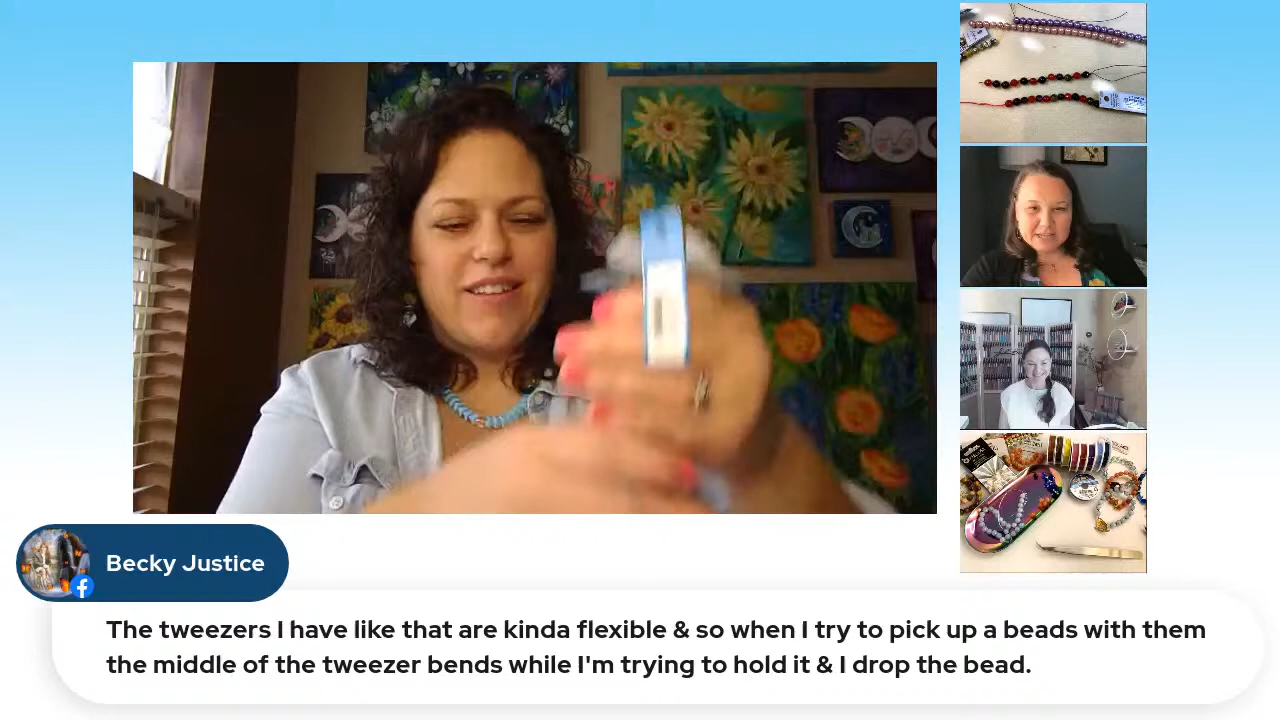 Becky Justice
The tweezers I have like that are kinda flexible & so when I try to pick up a beads with them
the middle of the tweezer bends while I'm trying to hold it & I drop the bead.